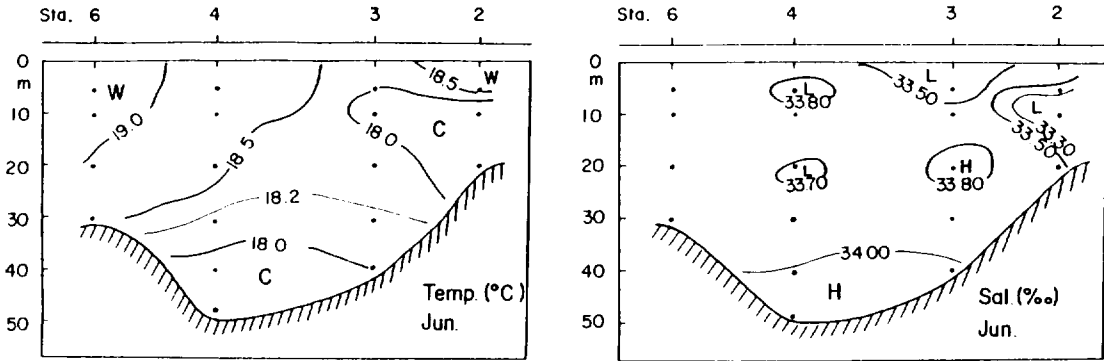 Sta. 6 4 3 2
0
m
10
20
30
40
50
W
19.0
18.5
18.5
W
18.0
C
18.2
18.0
C
Temp. (°C)
Jun.
Sta. 6 4 3 2
0
m
10
20
30
40
50
L
33.80
L
33.50
L
33.30
33.50
L
33.70
H
33.80
34.00
H
Sal. (‰)
Jun.